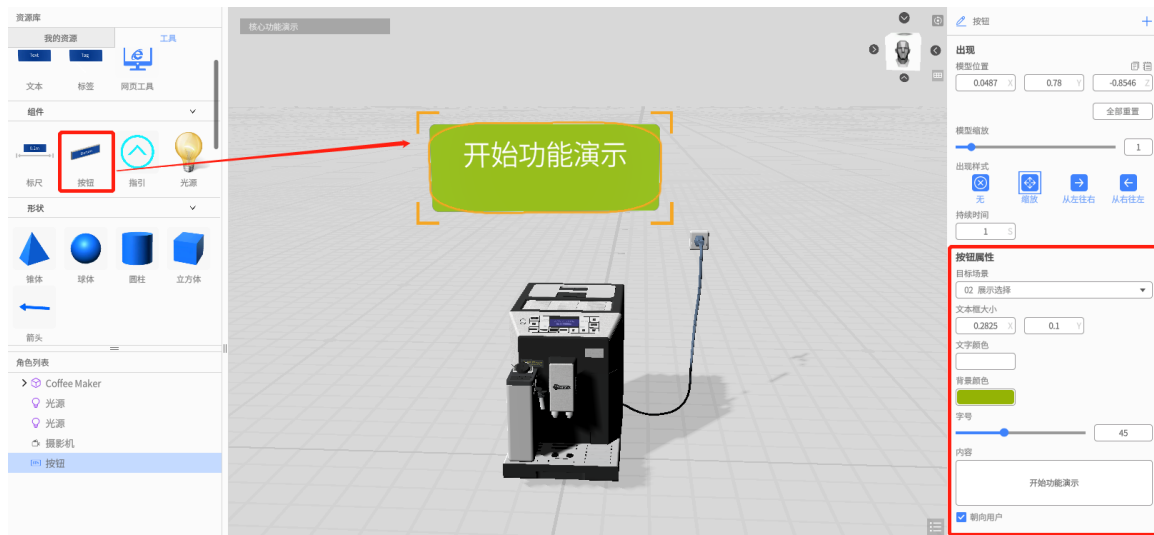 资源库
我的资源 工具
Text Tag
文本 标签 网页工具
组件
0.1m
标尺 按钮 指引 光源
形状
锥体 球体 圆柱 立方体
箭头
角色列表
Coffee Maker
光源
光源
摄影机
按钮
核心功能演示
开始功能演示
按钮
出现
模型位置
0.0487 X 0.78 Y -0.8546 Z
全部重置
模型缩放
1
出现样式
无 缩放 从左往右 从右往左
持续时间
1 S
按钮属性
目标场景
02 展示选择
文本框大小
0.2825 X 0.1 Y
文字颜色
背景颜色
字号
45
内容
开始功能演示
朝向用户